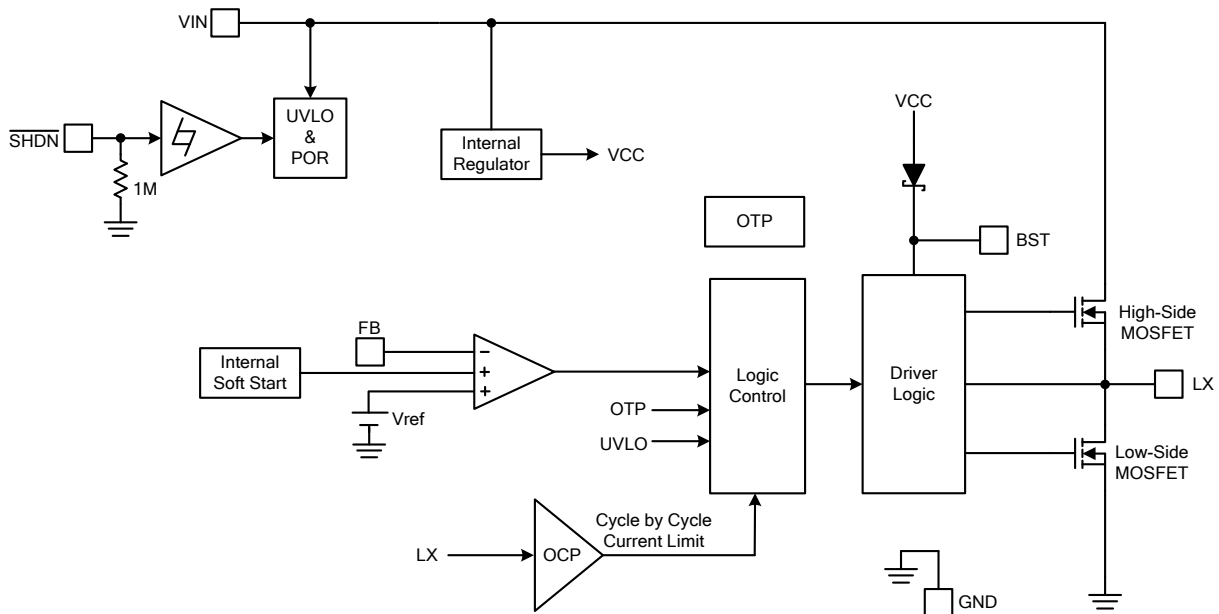 VIN
SHDN
1M
UVLO
&
POR
Internal
Regulator
VCC
VCC
OTP
BST
FB
Internal
Soft Start
−
+
+
Vref
OTP
UVLO
Logic
Control
Driver
Logic
High-Side
MOSFET
LX
Low-Side
MOSFET
LX
OCP
Cycle by Cycle
Current Limit
GND